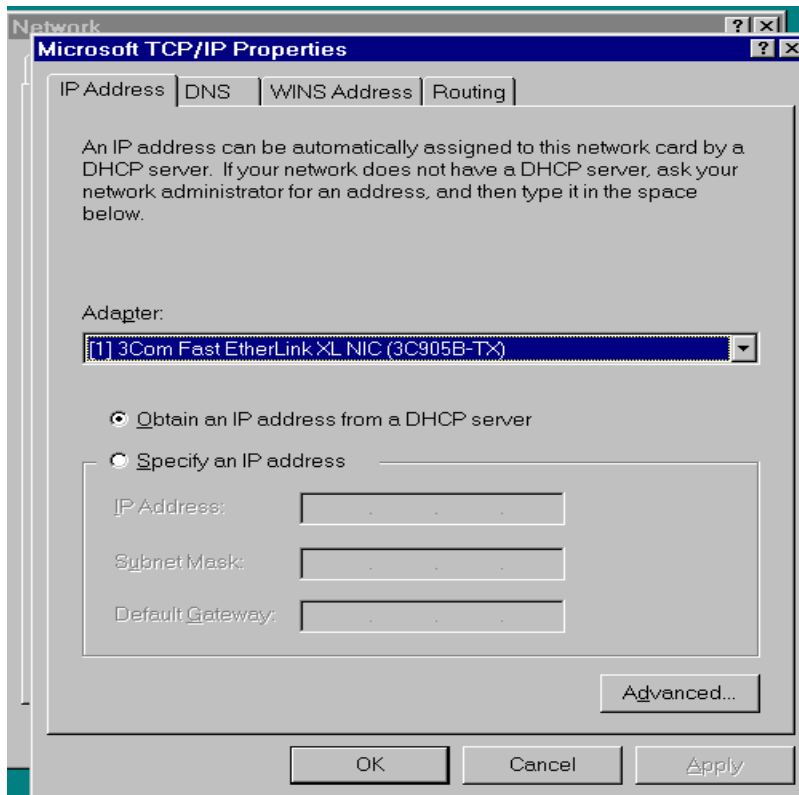 Network
Microsoft TCP/IP Properties
IP Address DNS WINS Address Routing
An IP address can be automatically assigned to this network card by a
DHCP server. If your network does not have a DHCP server, ask your
network administrator for an address, and then type it in the space
below.
Adapter:
[1] 3Com Fast EtherLink XL NIC (3C905B-TX)
Obtain an IP address from a DHCP server
Specify an IP address
IP Address:
Subnet Mask:
Default Gateway:
Advanced...
OK Cancel Apply